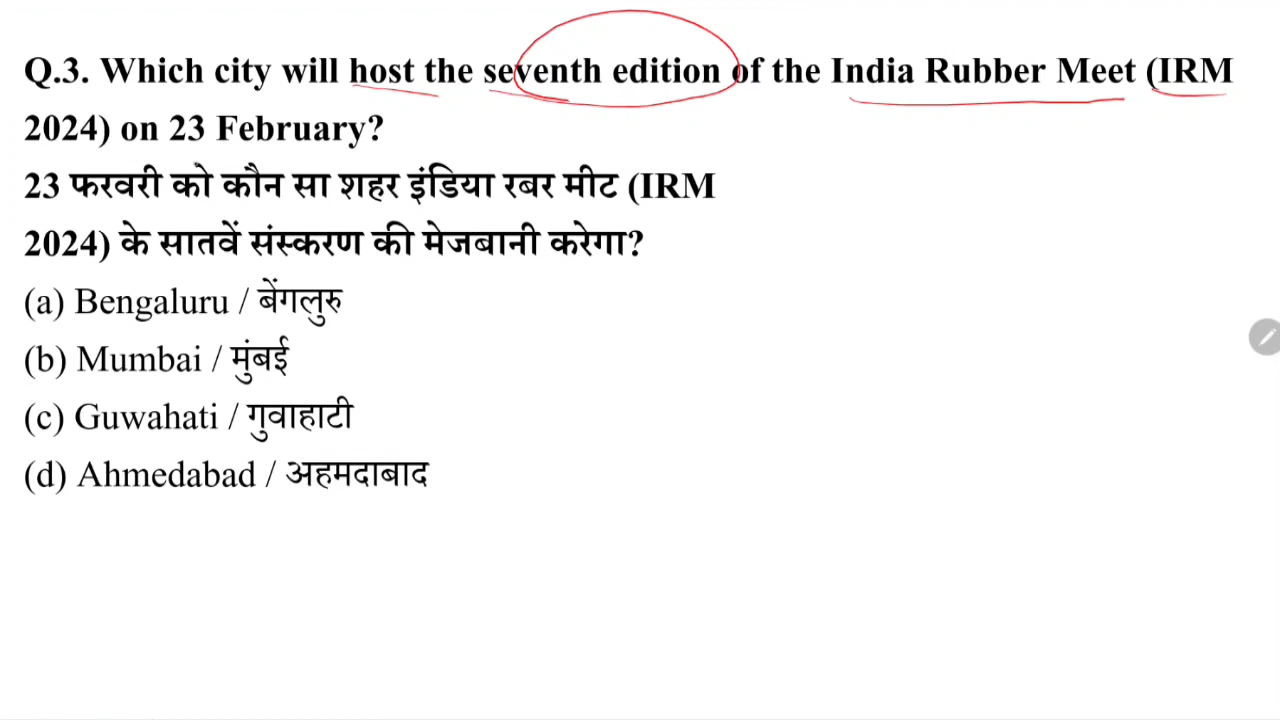 Q.3. Which city will host the seventh edition of the India Rubber Meet (IRM
2024) on 23 February?
23 फरवरी को कौन सा शहर इंडिया रबर मीट (IRM
2024) के सातवें संस्करण की मेजबानी करेगा?
(a) Bengaluru / बेंगलुरु
(b) Mumbai / मुंबई
(c) Guwahati / गुवाहाटी
(d) Ahmedabad / अहमदाबाद